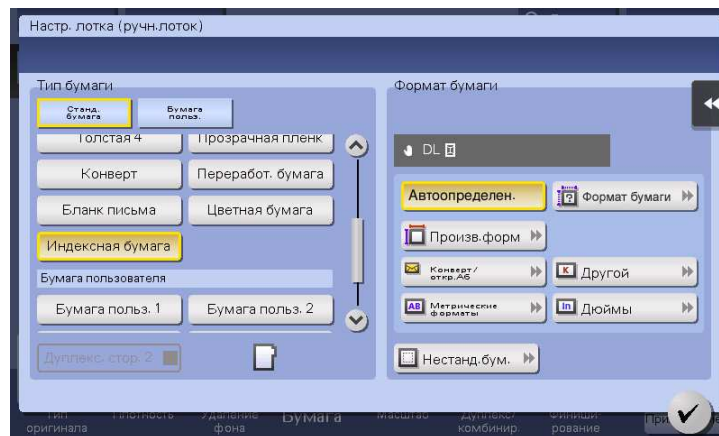 Настр. лотка (ручн.лоток)
Тип бумаги
Станд. бумага
Бумага польз.
Толстая 4
Прозрачная пленк
Конверт
Переработ. бумага
Бланк письма
Цветная бумага
Индексная бумага
Бумага пользователя
Бумага польз. 1
Бумага польз. 2
Дуплекс. стор. 2
Формат бумаги
DL
Автоопределен.
Формат бумаги
Произв.форм
Конверт/
откр.A6
K Другой
AB Метрические
форматы
In Дюймы
Нестанд.бум.
Тип
оригинала
Плотность
Удаление
фона
Бумага
Масштаб
Дуплекс/
комбинир.
Финиши
рование